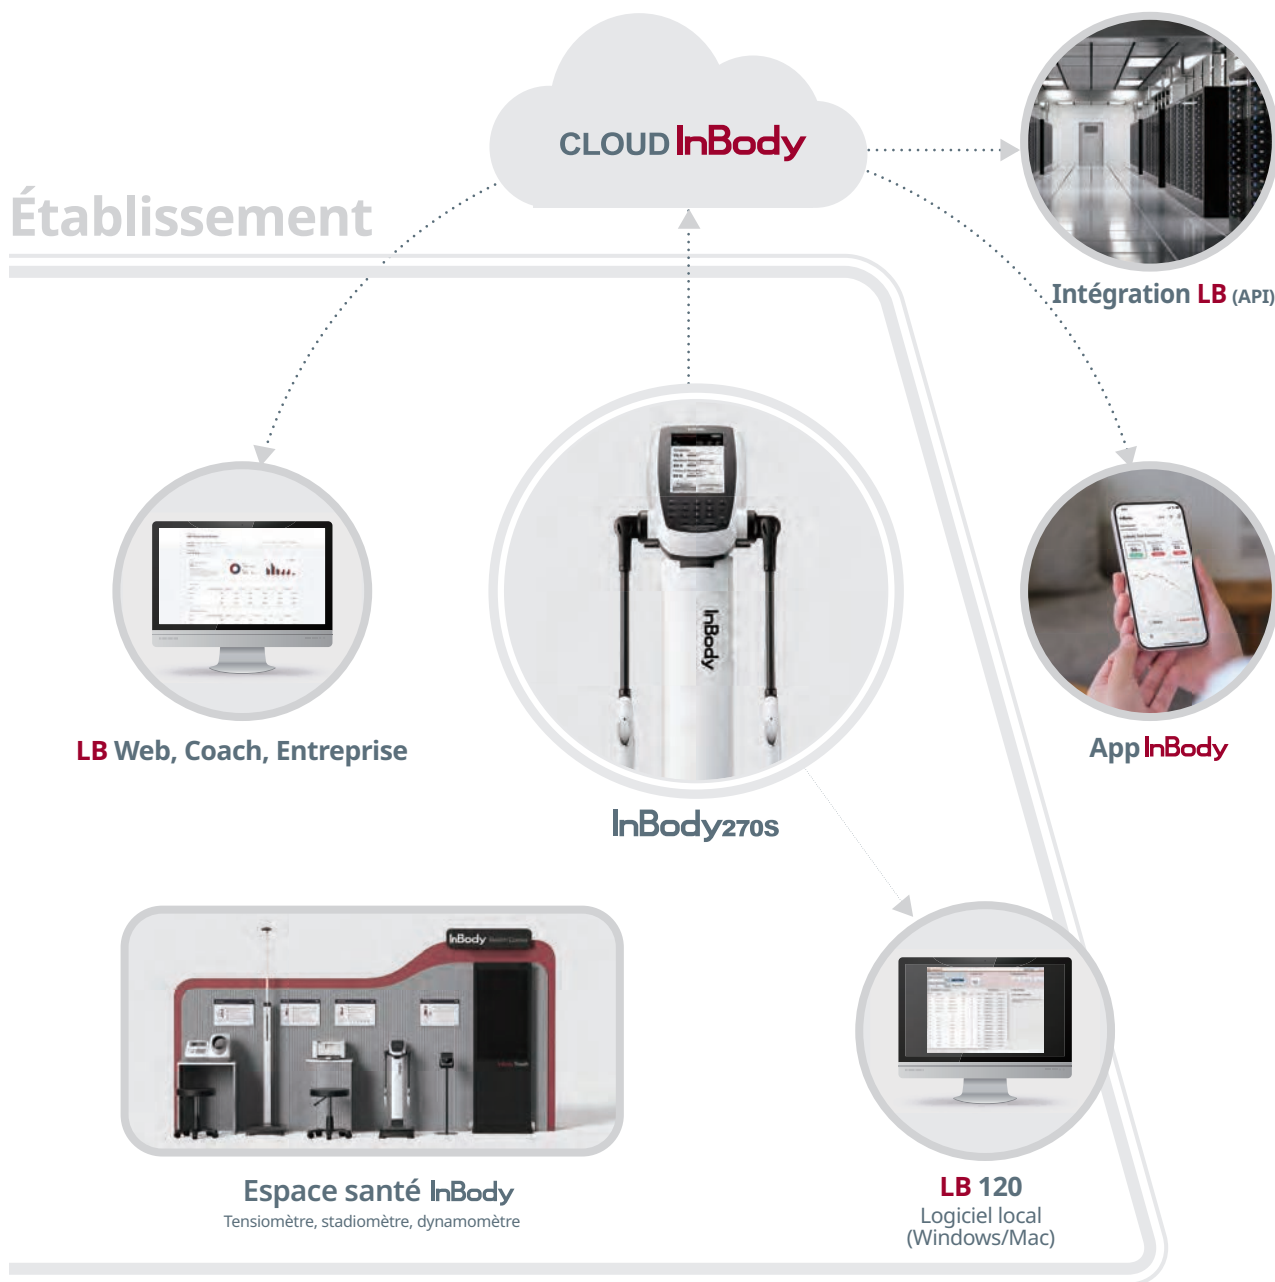 CLOUD InBody
Établissement
Intégration LB (API)
InBody
LB Web, Coach, Entreprise
App InBody
InBody270S
InBody
Espace santé InBody
Tensiomètre, stadiomètre, dynamomètre
LB 120
Logiciel local
(Windows/Mac)